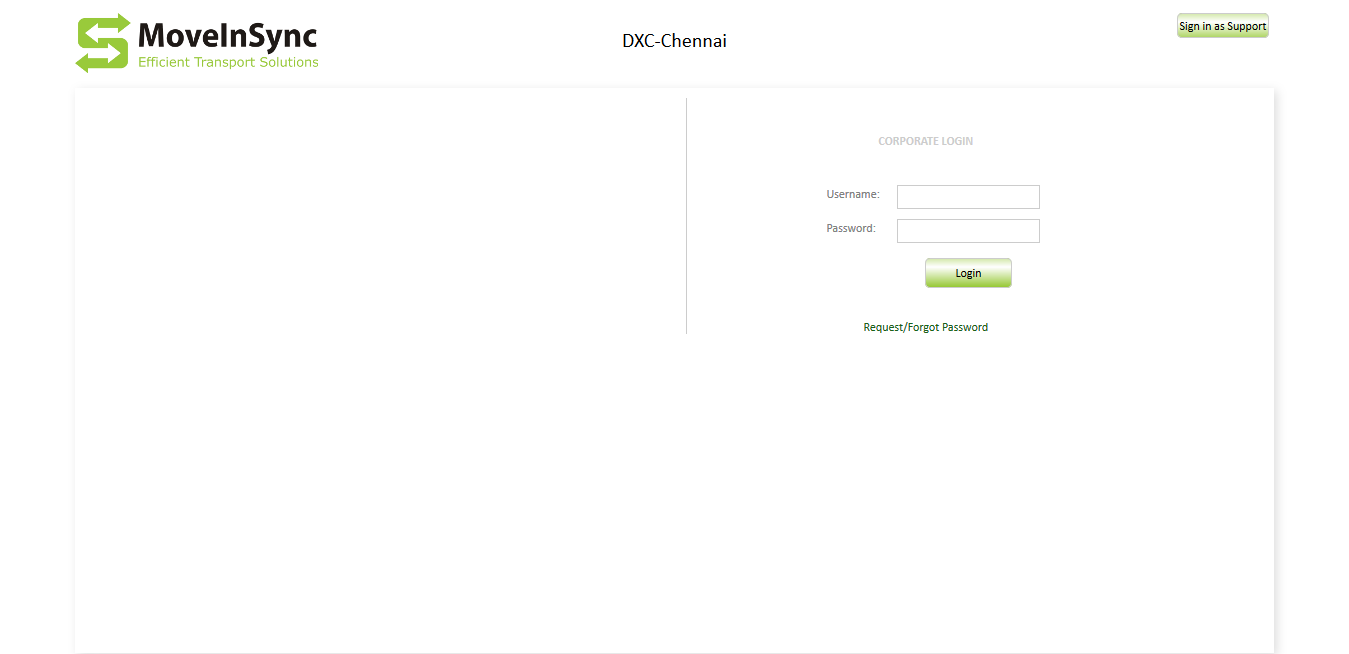 MoveInSync
Efficient Transport Solutions
DXC-Chennai
Sign in as Support
CORPORATE LOGIN
Username:
Password:
Login
Request/Forgot Password